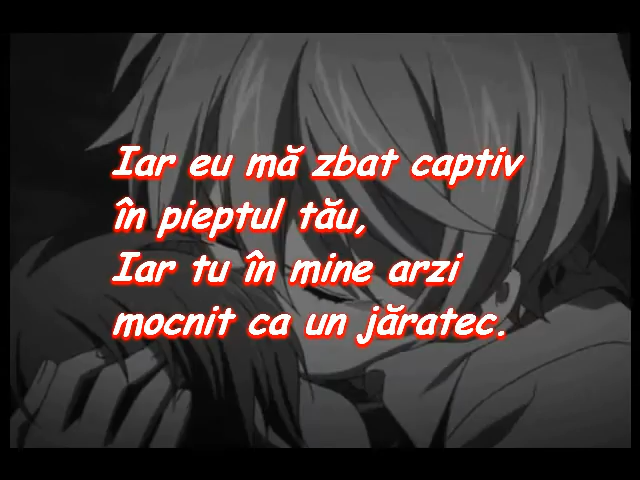 Iar eu mă zbat captiv
în pieptul tău,
Iar tu în mine arzi
mocnit ca un jăratec.